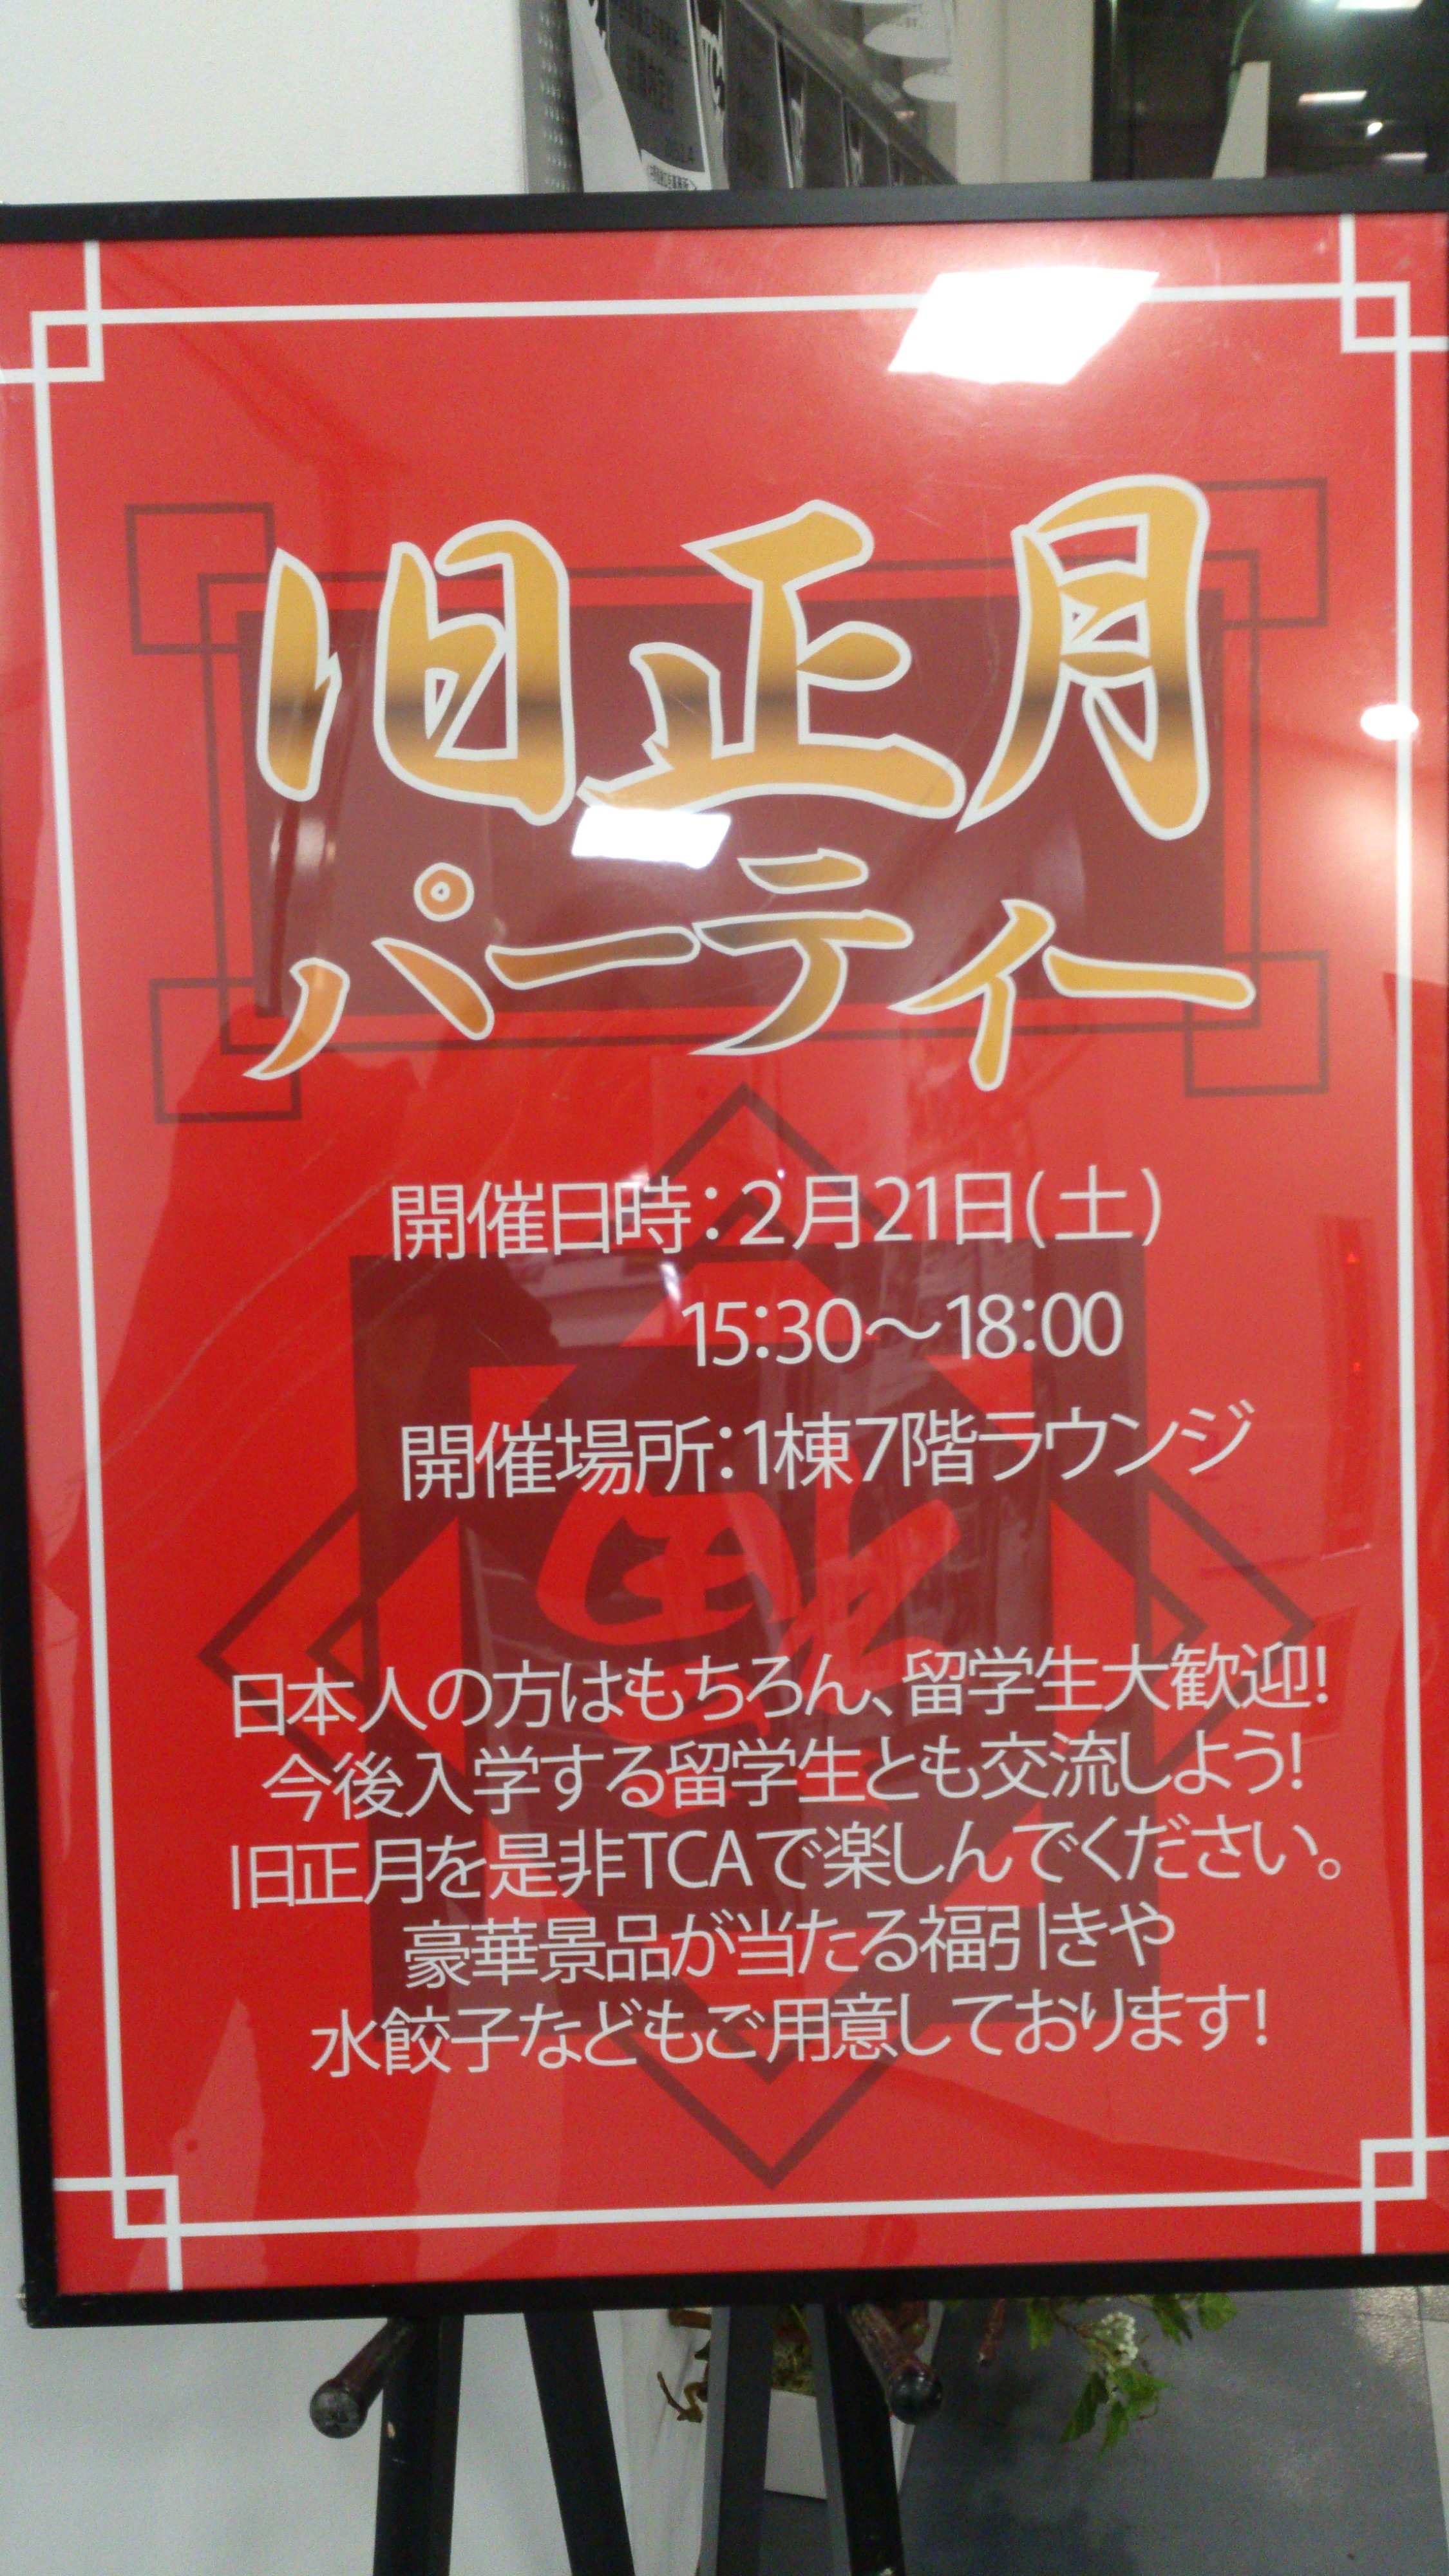 旧正月
パーティー
開催日時：2月21日(土)
15:30～18:00
開催場所：1棟7階ラウンジ
日本人の方はもちろん、留学生大歓迎!
今後入学する留学生とも交流しよう!
旧正月を是非TCAで楽しんでください。
豪華景品が当たる福引きや
水餃子などもご用意しております!